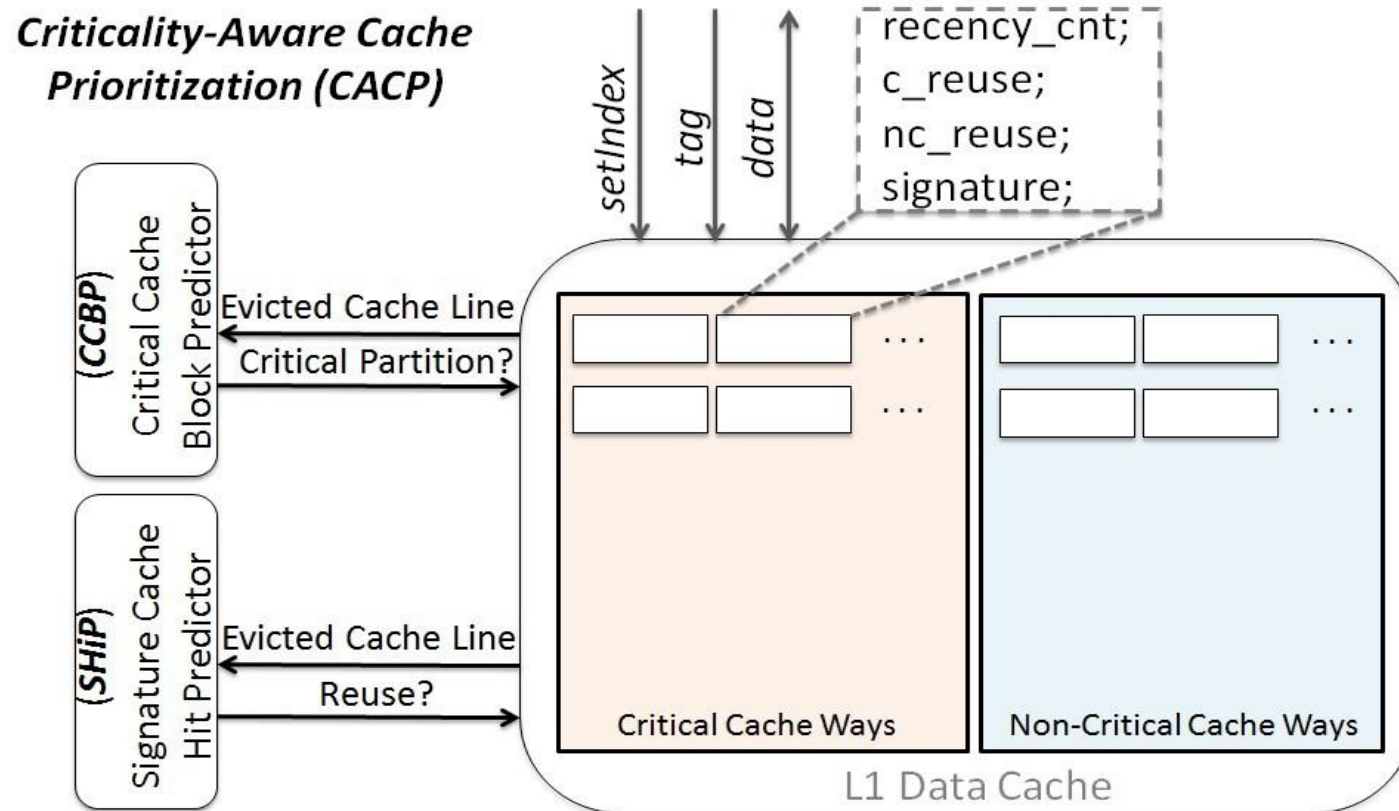 Criticality-Aware Cache
Prioritization (CACP)
setIndex
tag
data
recency_cnt;
c_reuse;
nc_reuse;
signature;
(CCBP)
Critical Cache
Block Predictor
Evicted Cache Line
Critical Partition?
. . .
. . .
. . .
. . .
(SHiP)
Signature Cache
Hit Predictor
Evicted Cache Line
Reuse?
Critical Cache Ways
Non-Critical Cache Ways
L1 Data Cache